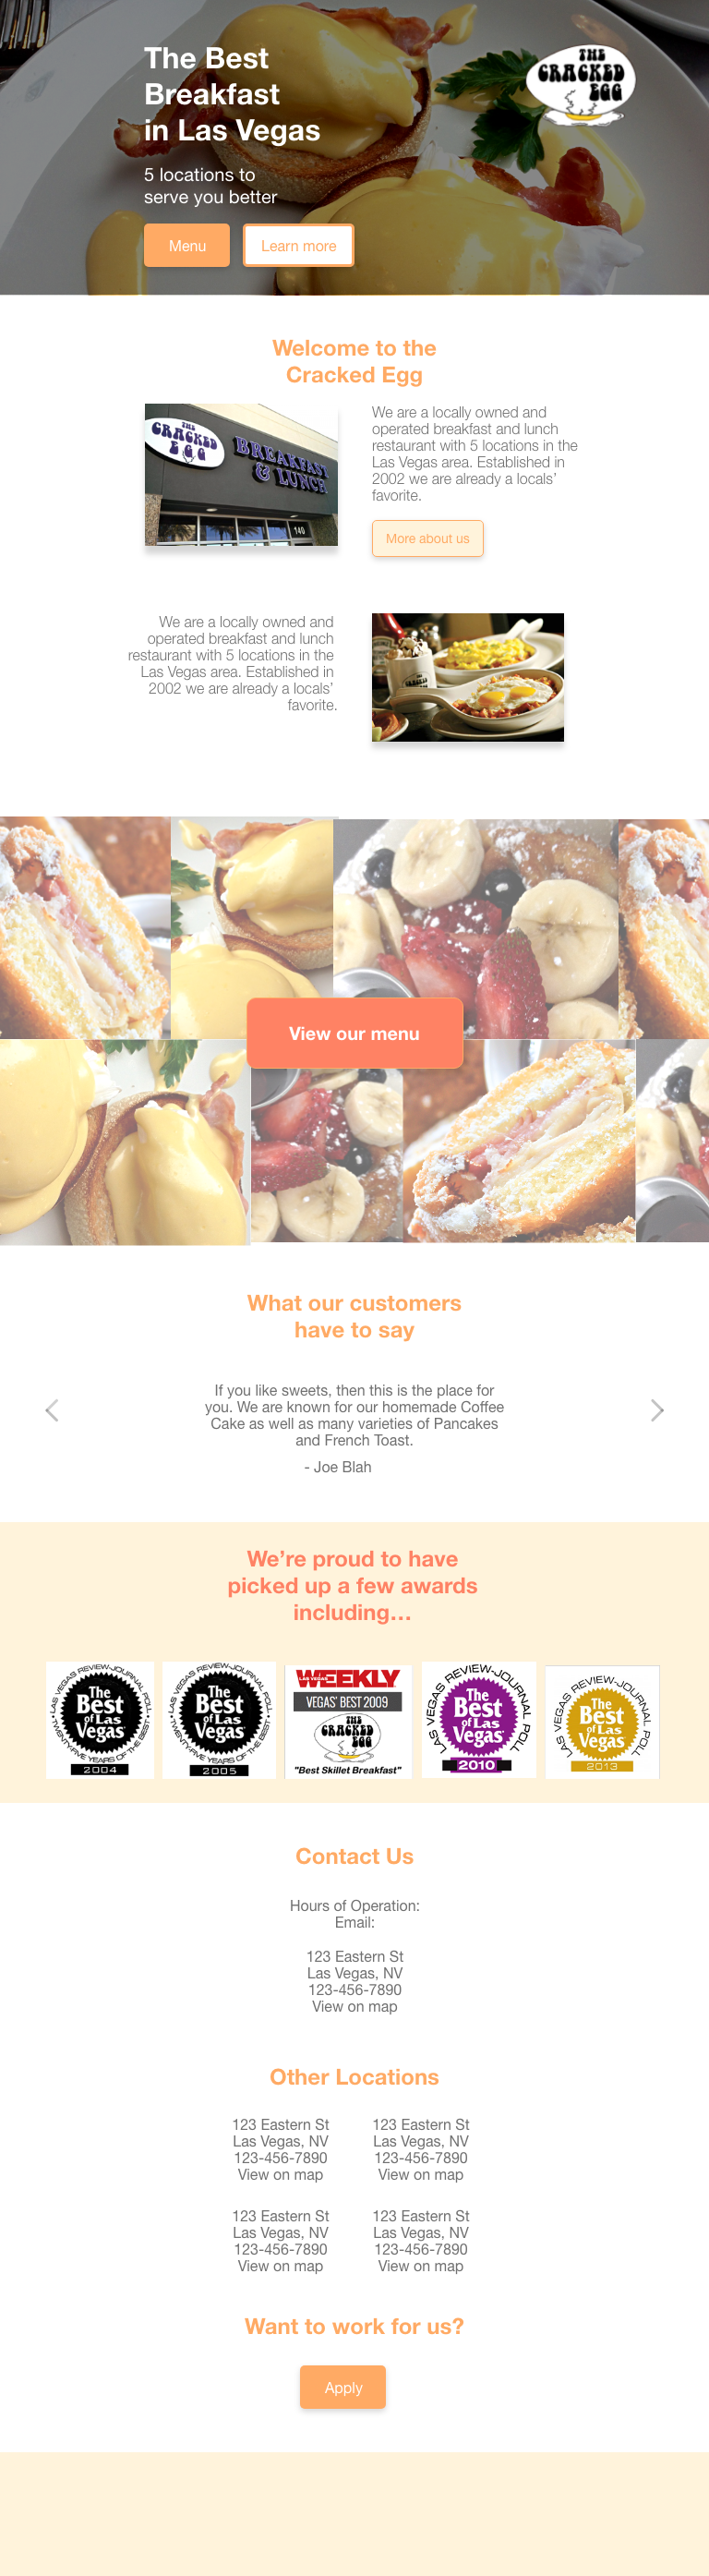 The Best
Breakfast
in Las Vegas
THE
CRACKED
EGG
5 locations to
serve you better
Menu
Learn more
Welcome to the
Cracked Egg
THE
CRACKED
EGG
BREAKFAST
& LUNCH
140
We are a locally owned and
operated breakfast and lunch
restaurant with 5 locations in the
Las Vegas area. Established in
2002 we are already a locals’
favorite.
More about us
We are a locally owned and
operated breakfast and lunch
restaurant with 5 locations in the
Las Vegas area. Established in
2002 we are already a locals’
favorite.
View our menu
What our customers
have to say
If you like sweets, then this is the place for
you. We are known for our homemade Coffee
Cake as well as many varieties of Pancakes
and French Toast.
- Joe Blah
We’re proud to have
picked up a few awards
including…
LAS VEGAS REVIEW-JOURNAL POLL
The
Best
of Las
Vegas
TWENTY-FIVE YEARS OF THE BEST
2004
LAS VEGAS REVIEW-JOURNAL POLL
The
Best
of Las
Vegas
TWENTY-FIVE YEARS OF THE BEST
2005
LAS VEGAS
WEEKLY
VEGAS' BEST 2009
THE
CRACKED
EGG
"Best Skillet Breakfast"
LAS VEGAS REVIEW-JOURNAL POLL
The
Best
of Las
Vegas
2010
LAS VEGAS REVIEW-JOURNAL POLL
The
Best
of Las
Vegas
2013
Contact Us
Hours of Operation:
Email:
123 Eastern St
Las Vegas, NV
123-456-7890
View on map
Other Locations
123 Eastern St
Las Vegas, NV
123-456-7890
View on map
123 Eastern St
Las Vegas, NV
123-456-7890
View on map
123 Eastern St
Las Vegas, NV
123-456-7890
View on map
123 Eastern St
Las Vegas, NV
123-456-7890
View on map
Want to work for us?
Apply